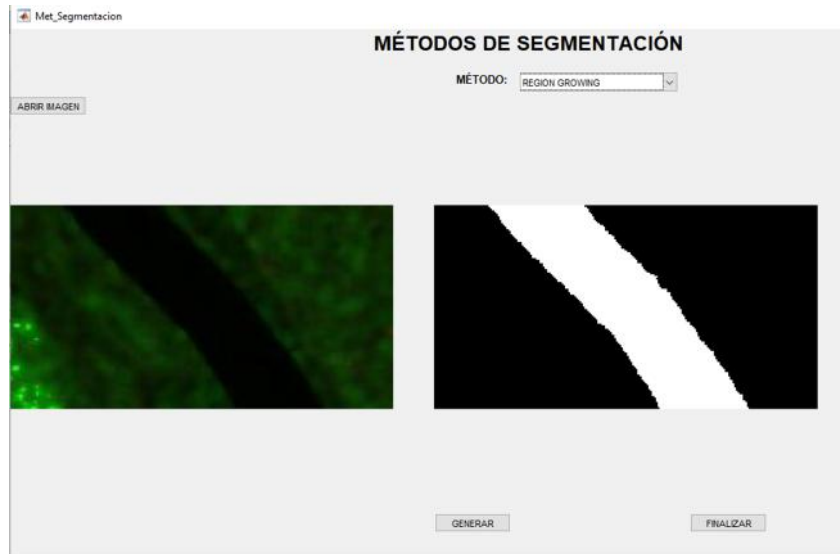 Met_Segmentacion
MÉTODOS DE SEGMENTACIÓN
MÉTODO: REGION GROWING
ABRIR IMAGEN
GENERAR FINALIZAR